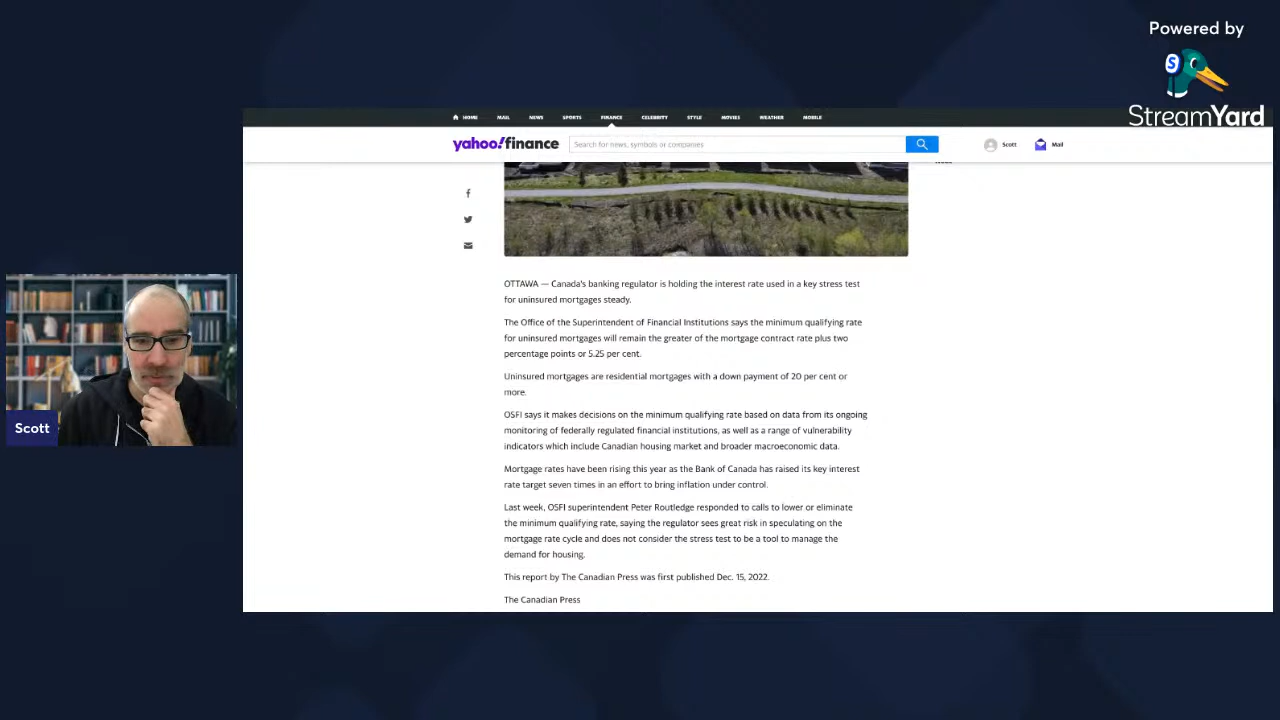 Powered by
StreamYard
HOME MAIL NEWS SPORTS FINANCE CELEBRITY STYLE MOVIES WEATHER MOBILE
yahoo!finance Search for news, symbols or companies Scott Mail
OTTAWA — Canada's banking regulator is holding the interest rate used in a key stress test
for uninsured mortgages steady.
The Office of the Superintendent of Financial Institutions says the minimum qualifying rate
for uninsured mortgages will remain the greater of the mortgage contract rate plus two
percentage points or 5.25 per cent.
Uninsured mortgages are residential mortgages with a down payment of 20 per cent or
more.
OSFI says it makes decisions on the minimum qualifying rate based on data from its ongoing
monitoring of federally regulated financial institutions, as well as a range of vulnerability
indicators which include Canadian housing market and broader macroeconomic data.
Mortgage rates have been rising this year as the Bank of Canada has raised its key interest
rate target seven times in an effort to bring inflation under control.
Last week, OSFI superintendent Peter Routledge responded to calls to lower or eliminate
the minimum qualifying rate, saying the regulator sees great risk in speculating on the
mortgage rate cycle and does not consider the stress test to be a tool to manage the
demand for housing.
This report by The Canadian Press was first published Dec. 15, 2022.
The Canadian Press
Scott